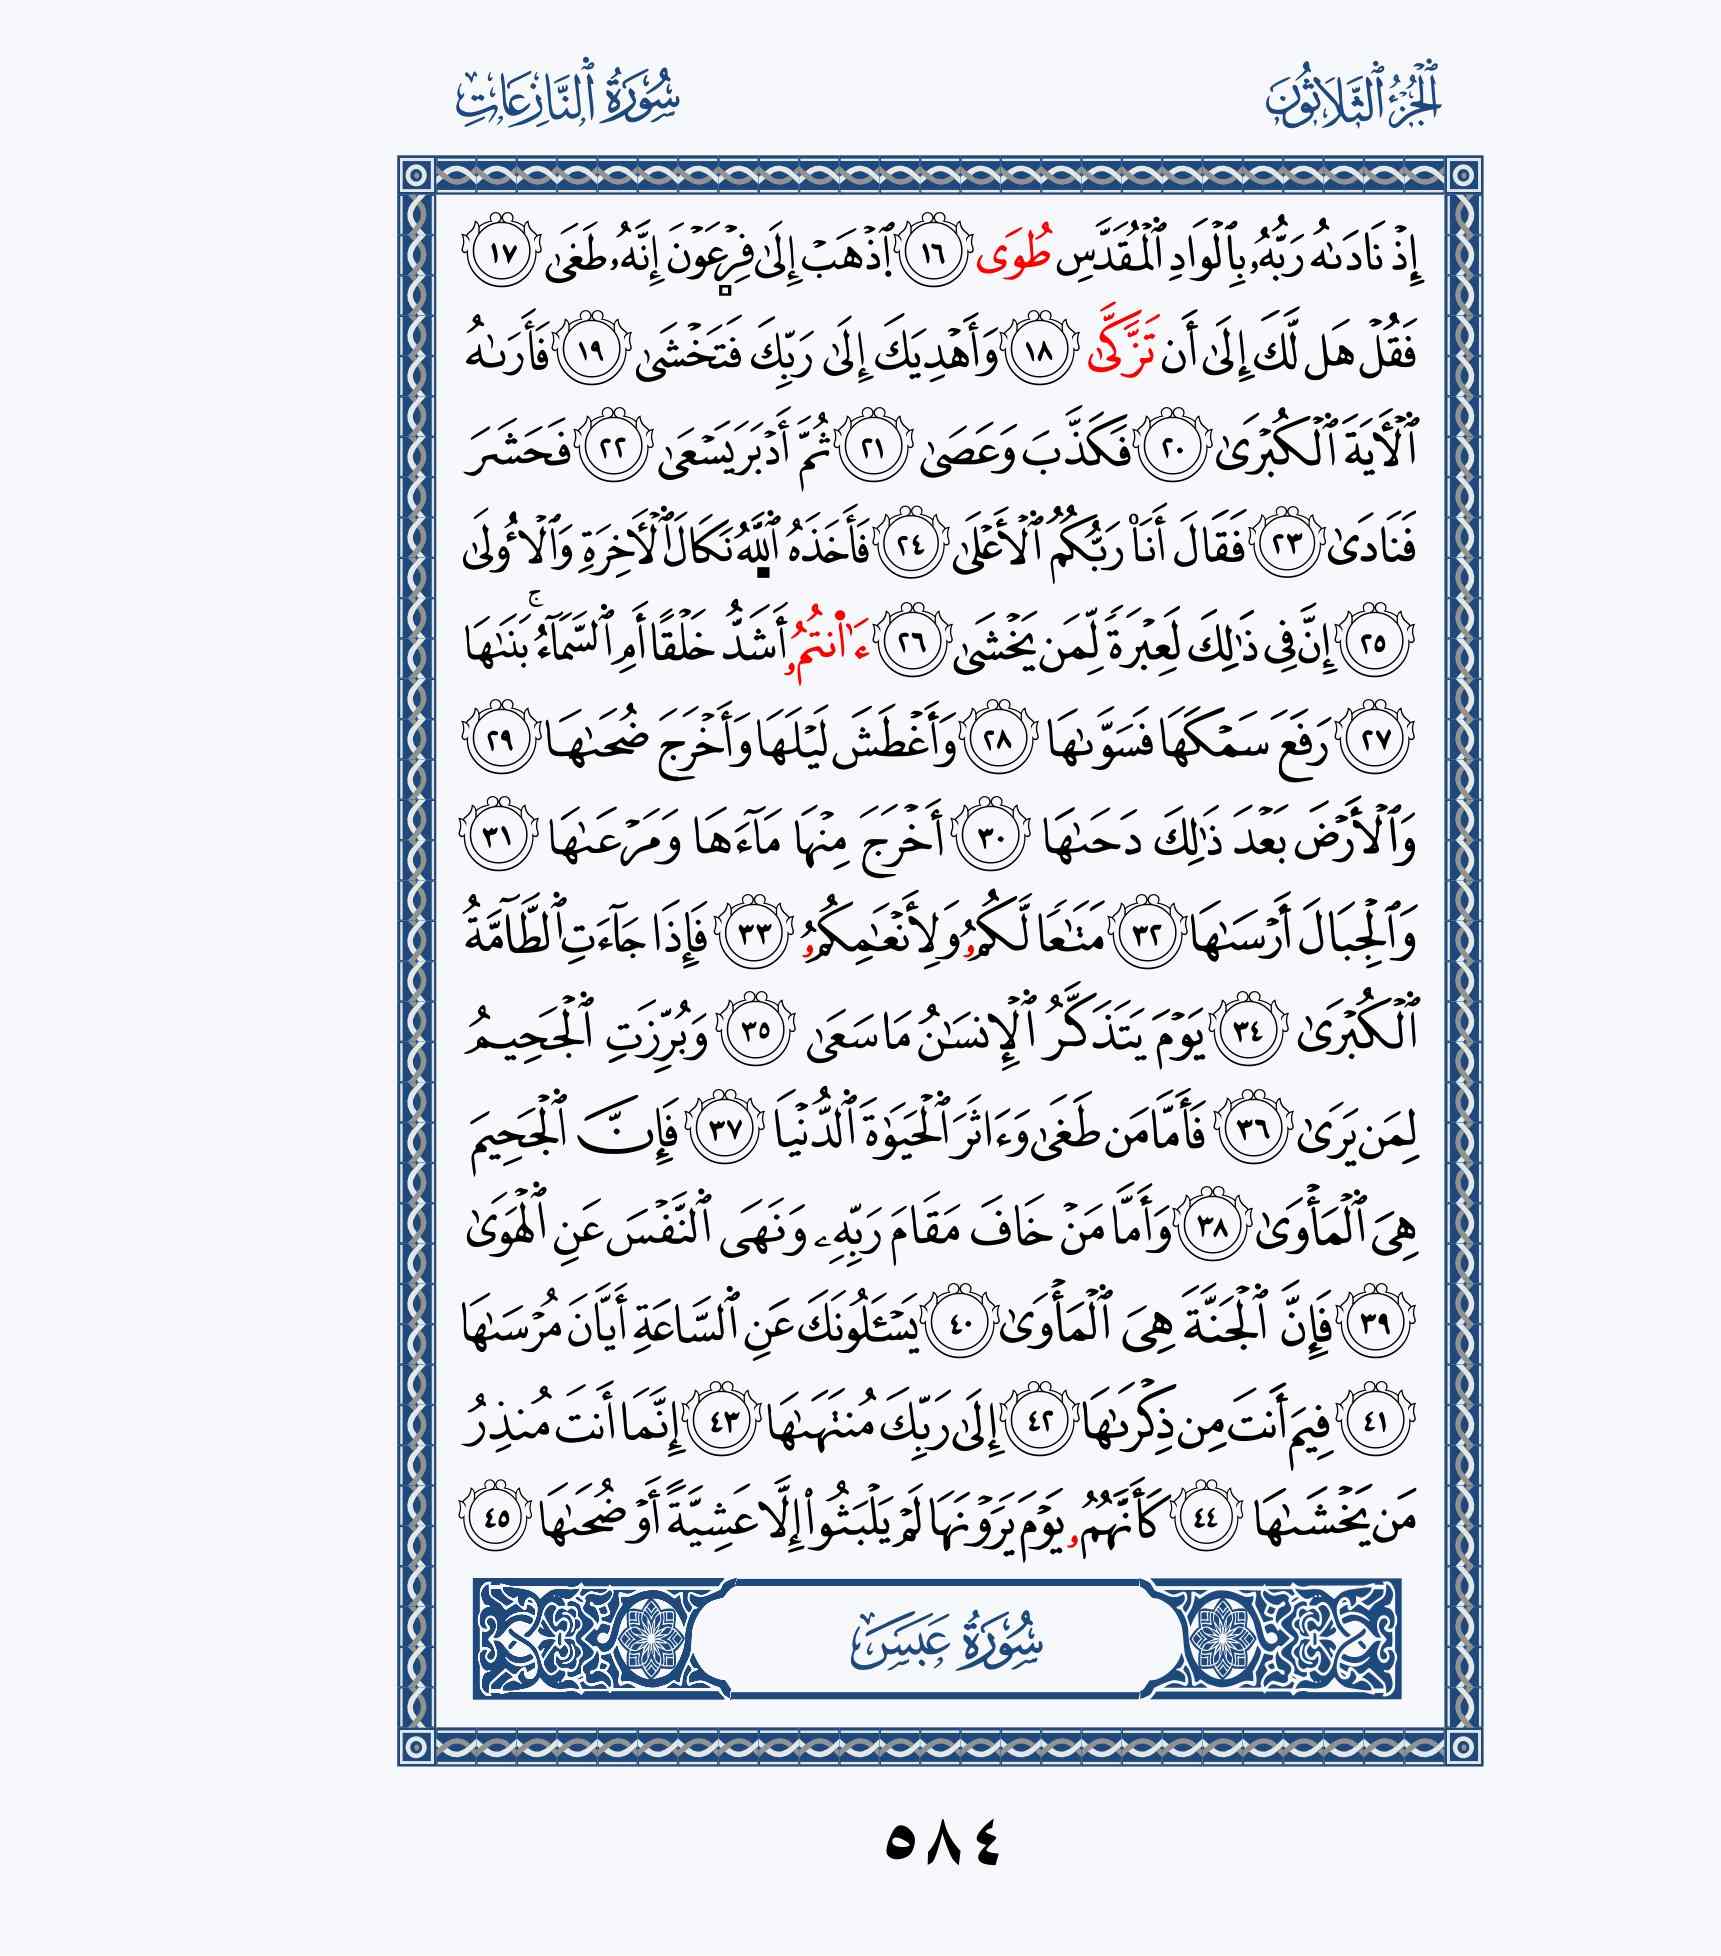 الجُزْءُ ٱلثَّلَاثُونَ
سُورَةُ ٱلنَّازِعَاتِ
إِذْ نَادَىٰهُ رَبُّهُۥ بِٱلْوَادِ ٱلْمُقَدَّسِ طُوَى ١٦ ٱذْهَبْ إِلَىٰ فِرْعَوْنَ إِنَّهُۥ طَغَىٰ ١٧
فَقُلْ هَل لَّكَ إِلَىٰ أَن تَزَّكَّىٰ ١٨ وَأَهْدِيَكَ إِلَىٰ رَبِّكَ فَتَخْشَىٰ ١٩ فَأَرَىٰهُ
ٱلْأَيَةَ ٱلْكُبْرَىٰ ٢٠ فَكَذَّبَ وَعَصَىٰ ٢١ ثُمَّ أَدْبَرَ يَسْعَىٰ ٢٢ فَحَشَرَ
فَنَادَىٰ ٢٣ فَقَالَ أَنَا۠ رَبُّكُمُ ٱلْأَعْلَىٰ ٢٤ فَأَخَذَهُ ٱللَّهُ نَكَالَ ٱلْأَخِرَةِ وَٱلْأُولَىٰ
٢٥ إِنَّ فِى ذَٰلِكَ لَعِبْرَةً لِّمَن يَخْشَىٰ ٢٦ ءَا۬نتُمُۥ أَشَدُّ خَلْقًا أَمِ ٱلسَّمَآءُ ۚ بَنَىٰهَا
٢٧ رَفَعَ سَمْكَهَا فَسَوَّىٰهَا ٢٨ وَأَغْطَشَ لَيْلَهَا وَأَخْرَجَ ضُحَىٰهَا ٢٩
وَٱلْأَرْضَ بَعْدَ ذَٰلِكَ دَحَىٰهَا ٣٠ أَخْرَجَ مِنْهَا مَآءَهَا وَمَرْعَىٰهَا ٣١
وَٱلْجِبَالَ أَرْسَىٰهَا ٣٢ مَتَٰعًا لَّكُمُۥ وَلِأَنْعَٰمِكُمُۥ ٣٣ فَإِذَا جَآءَتِ ٱلطَّآمَّةُ
ٱلْكُبْرَىٰ ٣٤ يَوْمَ يَتَذَكَّرُ ٱلْإِنسَٰنُ مَا سَعَىٰ ٣٥ وَبُرِّزَتِ ٱلْجَحِيمُ
لِمَن يَرَىٰ ٣٦ فَأَمَّا مَن طَغَىٰ وَءَاثَرَ ٱلْحَيَوٰةَ ٱلدُّنْيَا ٣٧ فَإِنَّ ٱلْجَحِيمَ
هِىَ ٱلْمَأْوَىٰ ٣٨ وَأَمَّا مَنْ خَافَ مَقَامَ رَبِّهِۦ وَنَهَى ٱلنَّفْسَ عَنِ ٱلْهَوَىٰ
٣٩ فَإِنَّ ٱلْجَنَّةَ هِىَ ٱلْمَأْوَىٰ ٤٠ يَسْـَٔلُونَكَ عَنِ ٱلسَّاعَةِ أَيَّانَ مُرْسَىٰهَا
٤١ فِيمَ أَنتَ مِن ذِكْرَىٰهَا ٤٢ إِلَىٰ رَبِّكَ مُنتَهَىٰهَا ٤٣ إِنَّمَا أَنتَ مُنذِرُ
مَن يَخْشَىٰهَا ٤٤ كَأَنَّهُمُۥ يَوْمَ يَرَوْنَهَا لَمْ يَلْبَثُوا۟ إِلَّا عَشِيَّةً أَوْ ضُحَىٰهَا ٤٥
سُورَةُ عَبَسَ
٥٨٤